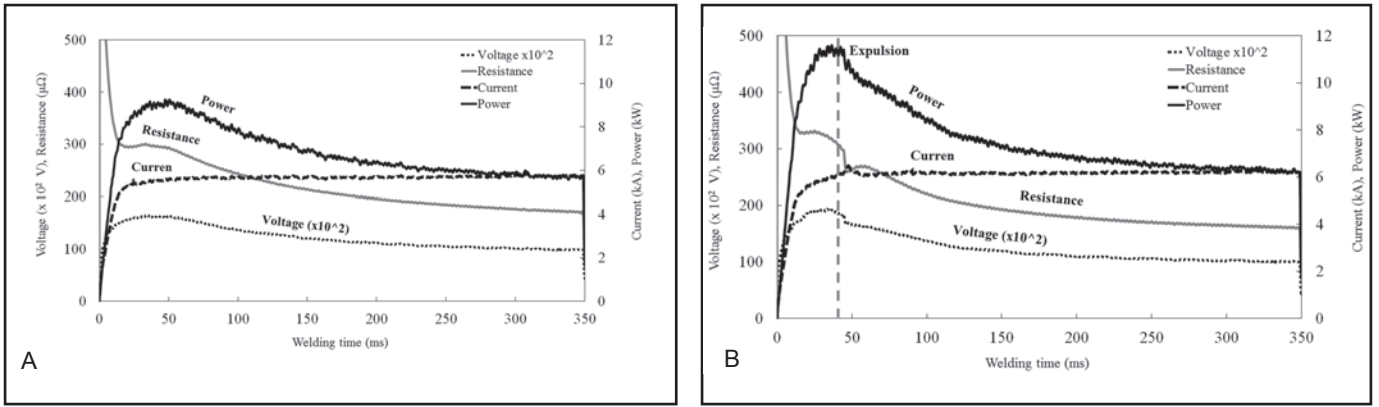 500
400
300
200
100
0
12
10
8
6
4
2
0
0 50 100 150 200 250 300 350
Voltage (x 10² V), Resistance (μΩ)
Current (kA), Power (kW)
Welding time (ms)
Voltage x10^2
Resistance
Current
Power
Power
Resistance
Curren
Voltage (x10^2)
A
500
400
300
200
100
0
12
10
8
6
4
2
0
0 50 100 150 200 250 300 350
Voltage (x 10² V), Resistance (μΩ)
Current (kA), Power (kW)
Welding time (ms)
Expulsion
Voltage x10^2
Resistance
Current
Power
Power
Curren
Resistance
Voltage (x10^2)
B